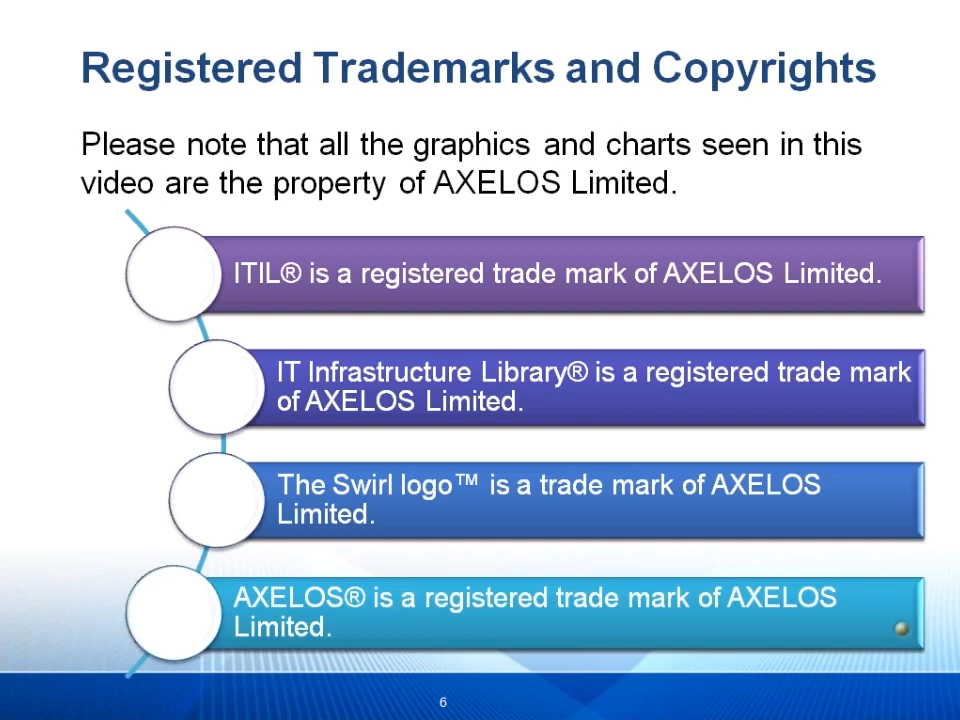 Registered Trademarks and Copyrights
Please note that all the graphics and charts seen in this
video are the property of AXELOS Limited.
ITIL® is a registered trade mark of AXELOS Limited.
IT Infrastructure Library® is a registered trade mark
of AXELOS Limited.
The Swirl logo™ is a trade mark of AXELOS
Limited.
AXELOS® is a registered trade mark of AXELOS
Limited.
6